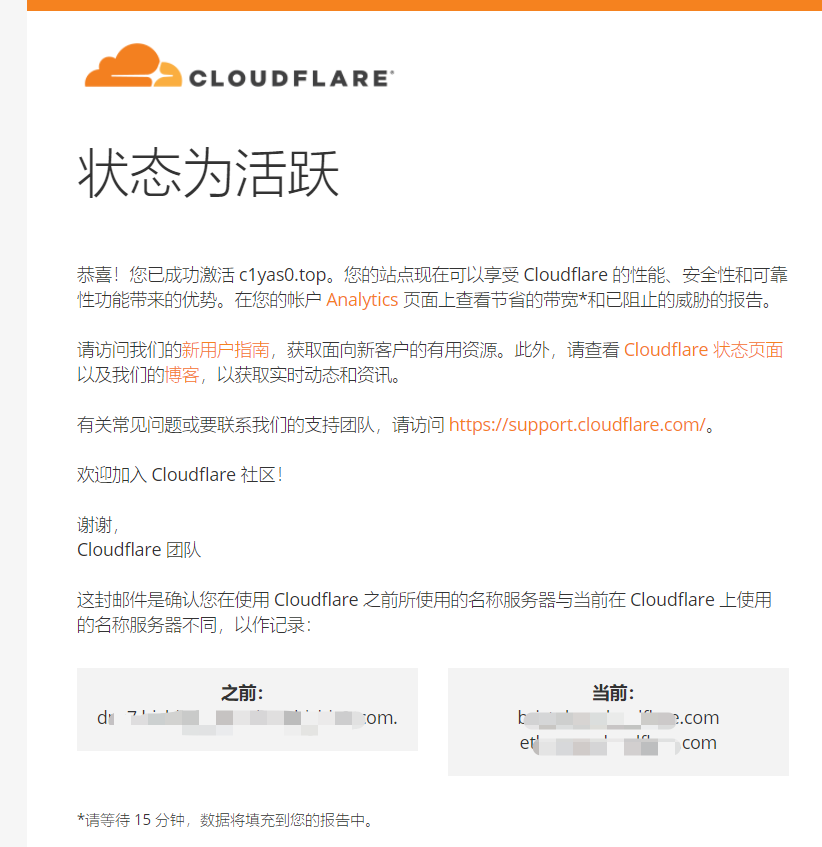 CLOUDFLARE
状态为活跃
恭喜！您已成功激活 c1yas0.top。您的站点现在可以享受 Cloudflare 的性能、安全性和可靠
性功能带来的优势。在您的帐户 Analytics 页面上查看节省的带宽*和已阻止的威胁的报告。
请访问我们的新用户指南，获取面向新客户的有用资源。此外，请查看 Cloudflare 状态页面
以及我们的博客，以获取实时动态和资讯。
有关常见问题或要联系我们的支持团队，请访问 https://support.cloudflare.com/。
欢迎加入 Cloudflare 社区！
谢谢，
Cloudflare 团队
这封邮件是确认您在使用 Cloudflare 之前所使用的名称服务器与当前在 Cloudflare 上使用
的名称服务器不同，以作记录：
之前：
当前：
.com
.com
*请等待 15 分钟，数据将填充到您的报告中。